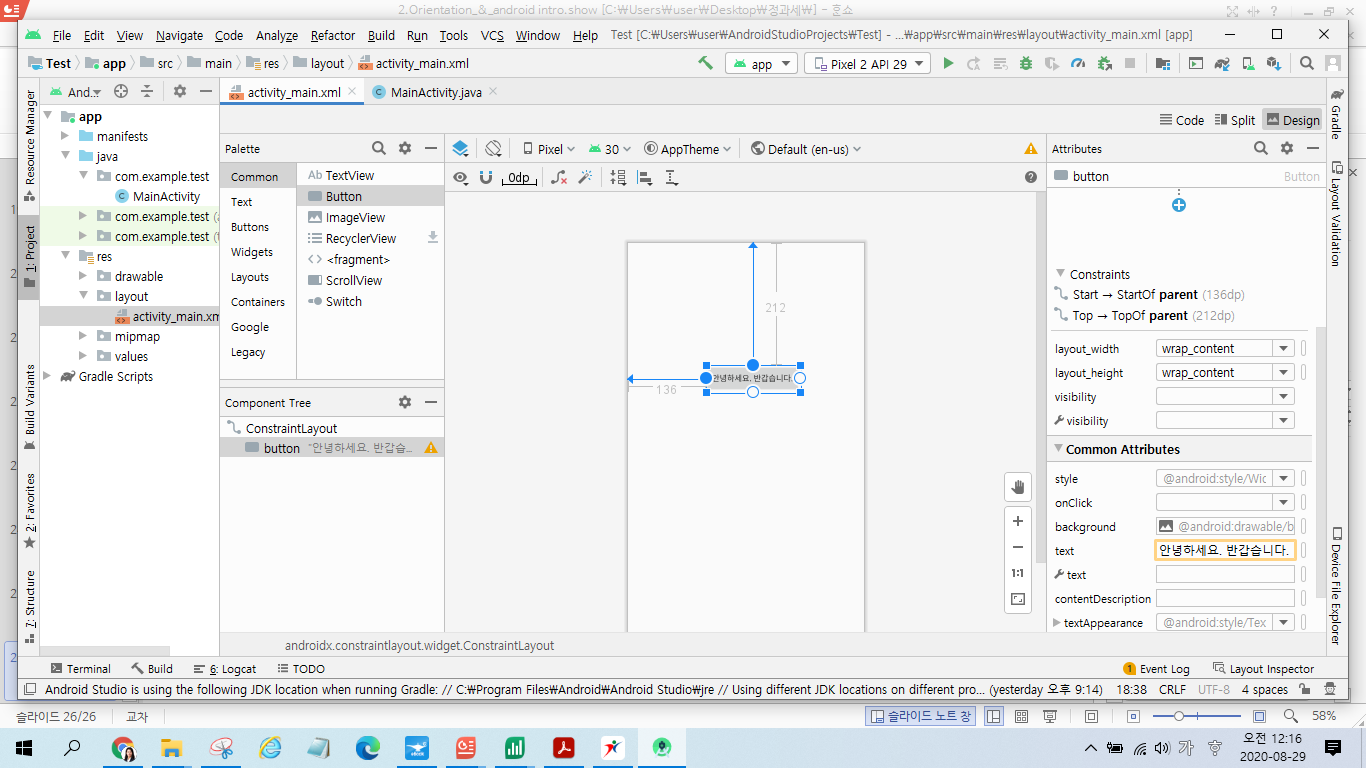 2.Orientation_&_android intro.show [C:₩Users₩user₩Desktop₩정과세₩] - 한쇼
File Edit View Navigate Code Analyze Refactor Build Run Tools VCS Window Help Test [C:₩Users₩user₩AndroidStudioProjects₩Test] - ...₩app₩src₩main₩res₩layout₩activity_main.xml [app]
Test app src main res layout activity_main.xml app Pixel 2 API 29
And.. activity_main.xml MainActivity.java
Code Split Design
Resource Manager
1: Project
Build Variants
2: Favorites
7: Structure
app
manifests
java
com.example.test
MainActivity
com.example.test (a
com.example.test (t
res
drawable
layout
activity_main.xm
mipmap
values
Gradle Scripts
Palette
Common
Text
Buttons
Widgets
Layouts
Containers
Google
Legacy
Ab TextView
Button
ImageView
RecyclerView
<> <fragment>
ScrollView
Switch
Component Tree
ConstraintLayout
button "안녕하세요. 반갑습...
Pixel 30 AppTheme Default (en-us)
0dp
212
136
안녕하세요. 반갑습니다.
1:1
androidx.constraintlayout.widget.ConstraintLayout
Attributes
button Button
Constraints
Start → StartOf parent (136dp)
Top → TopOf parent (212dp)
layout_width wrap_content
layout_height wrap_content
visibility
visibility
Common Attributes
style @android:style/Wic
onClick
background @android:drawable/b
text 안녕하세요. 반갑습니다.
text
contentDescription
textAppearance @android:style/Tex
Gradle
Layout Validation
Device File Explorer
Terminal Build 6: Logcat TODO 1 Event Log Layout Inspector
Android Studio is using the following JDK location when running Gradle: // C:₩Program Files₩Android₩Android Studio₩jre // Using different JDK locations on different pro... (yesterday 오후 9:14) 18:38 CRLF UTF-8 4 spaces
슬라이드 26/26 교자 슬라이드 노트 창 58%
가 오전 12:16
2020-08-29